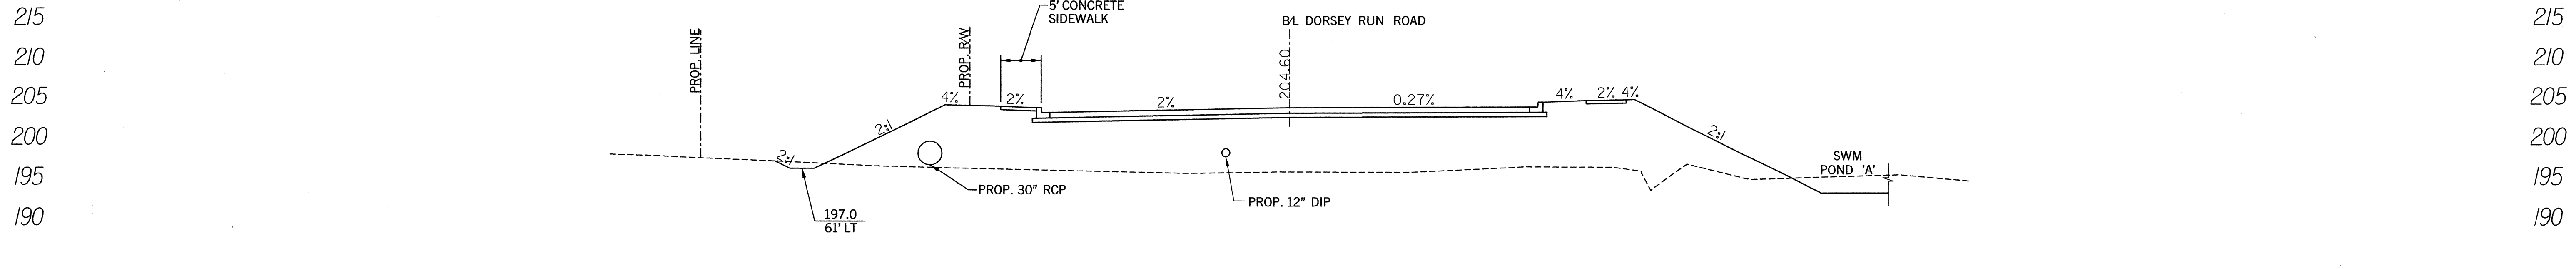 215
5' CONCRETE
SIDEWALK
B/L DORSEY RUN ROAD
215
210
PROP. LINE
PROP. R/W
204.60
210
205
4%
2%
2%
0.27%
4%
2%
4%
205
200
2:1
2:1
200
2:1
SWM
POND 'A'
195
PROP. 30" RCP
195
PROP. 12" DIP
190
197.0
61' LT
190